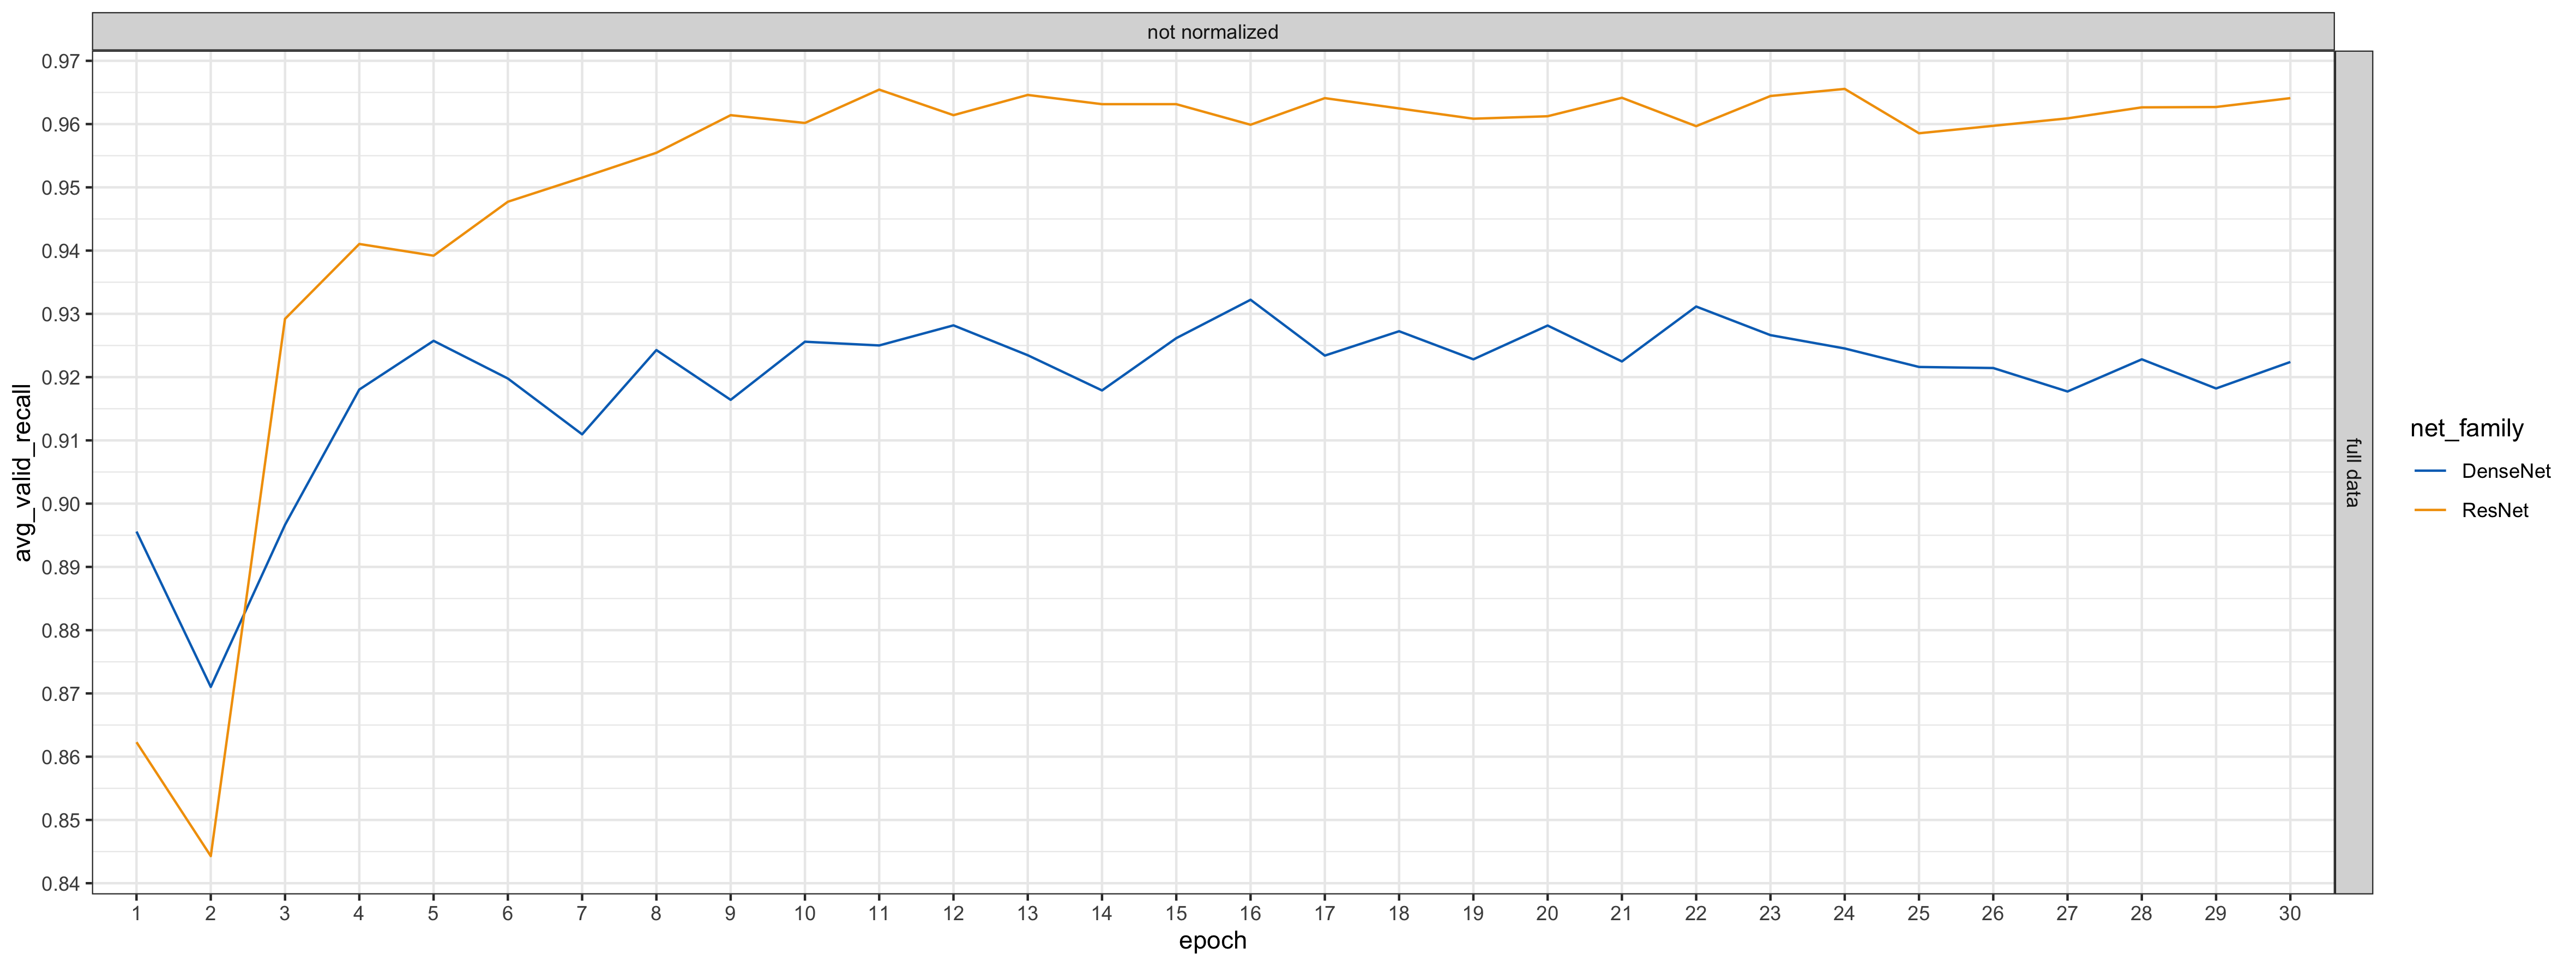 not normalized
0.97
0.96
0.95
0.94
0.93
0.92
0.91
0.90
0.89
0.88
0.87
0.86
0.85
0.84
avg_valid_recall
full data
net_family
DenseNet
ResNet
1 2 3 4 5 6 7 8 9 10 11 12 13 14 15 16 17 18 19 20 21 22 23 24 25 26 27 28 29 30
epoch